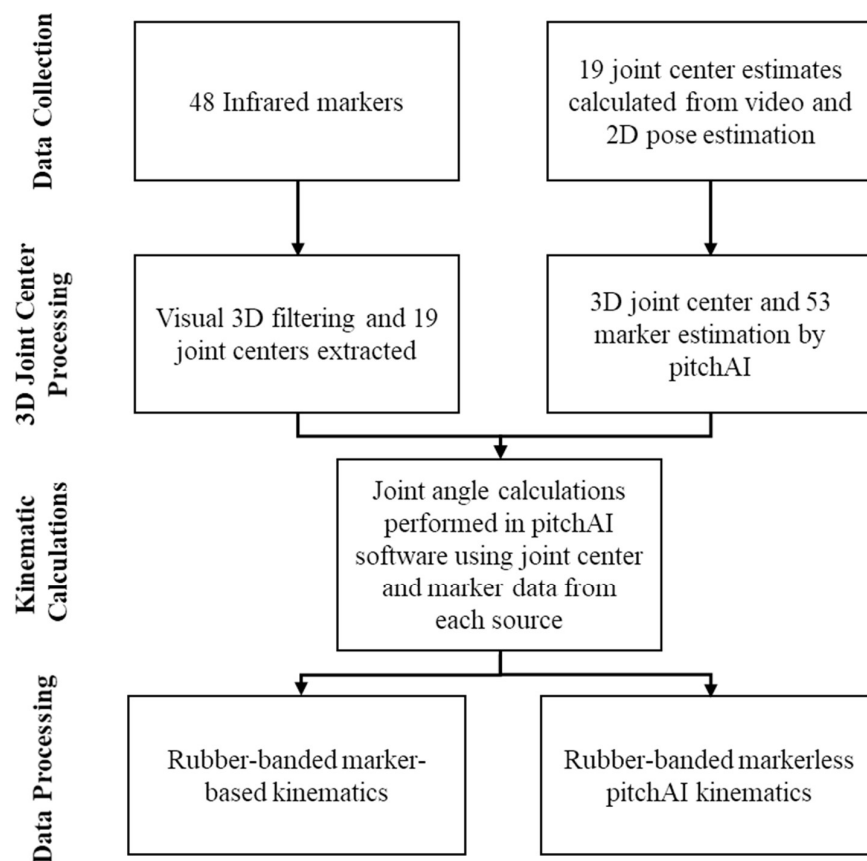 Data Collection
48 Infrared markers
19 joint center estimates
calculated from video and
2D pose estimation
3D Joint Center
Processing
Visual 3D filtering and 19
joint centers extracted
3D joint center and 53
marker estimation by
pitchAI
Kinematic
Calculations
Joint angle calculations
performed in pitchAI
software using joint center
and marker data from
each source
Data Processing
Rubber-banded marker-
based kinematics
Rubber-banded markerless
pitchAI kinematics